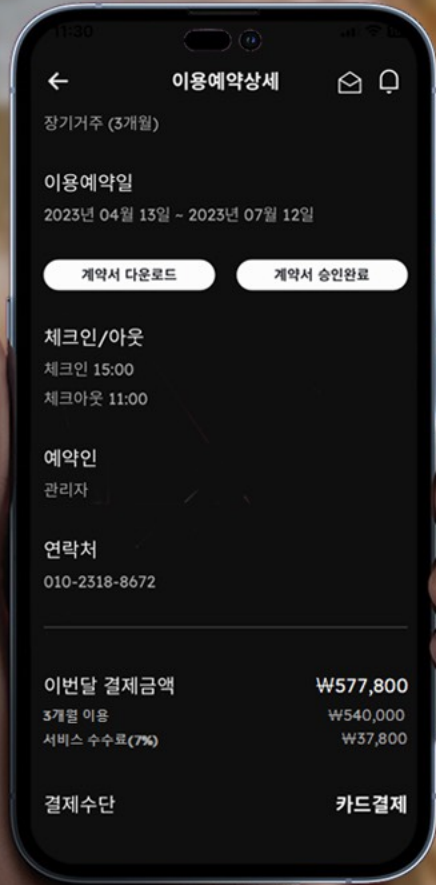 11:30
이용예약상세
장기거주 (3개월)
이용예약일
2023년 04월 13일 ~ 2023년 07월 12일
계약서 다운로드 계약서 승인완료
체크인/아웃
체크인 15:00
체크아웃 11:00
예약인
관리자
연락처
010-2318-8672
이번달 결제금액 ₩577,800
3개월 이용 ₩540,000
서비스 수수료(7%) ₩37,800
결제수단 카드결제